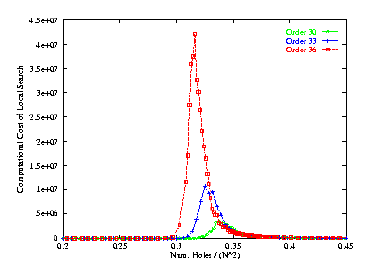 4.5e+07
4e+07
3.5e+07
3e+07
2.5e+07
2e+07
1.5e+07
1e+07
5e+06
0
Computational Cost of Local Search
Order 30
Order 33
Order 36
0.2 0.25 0.3 0.35 0.4 0.45
Num. Holes / (N^2)